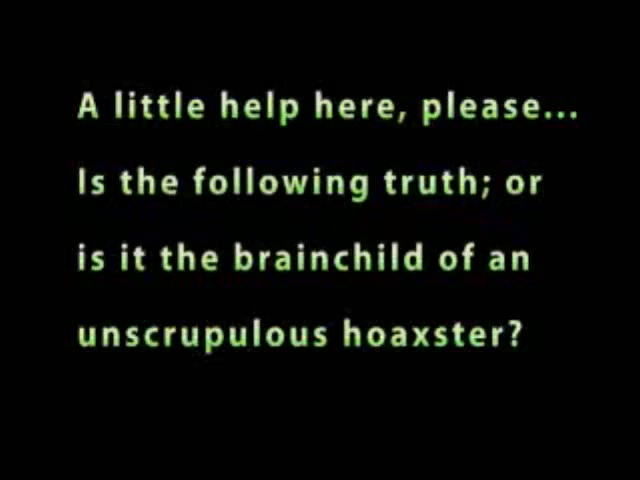 A little help here, please...
Is the following truth; or
is it the brainchild of an
unscrupulous hoaxster?